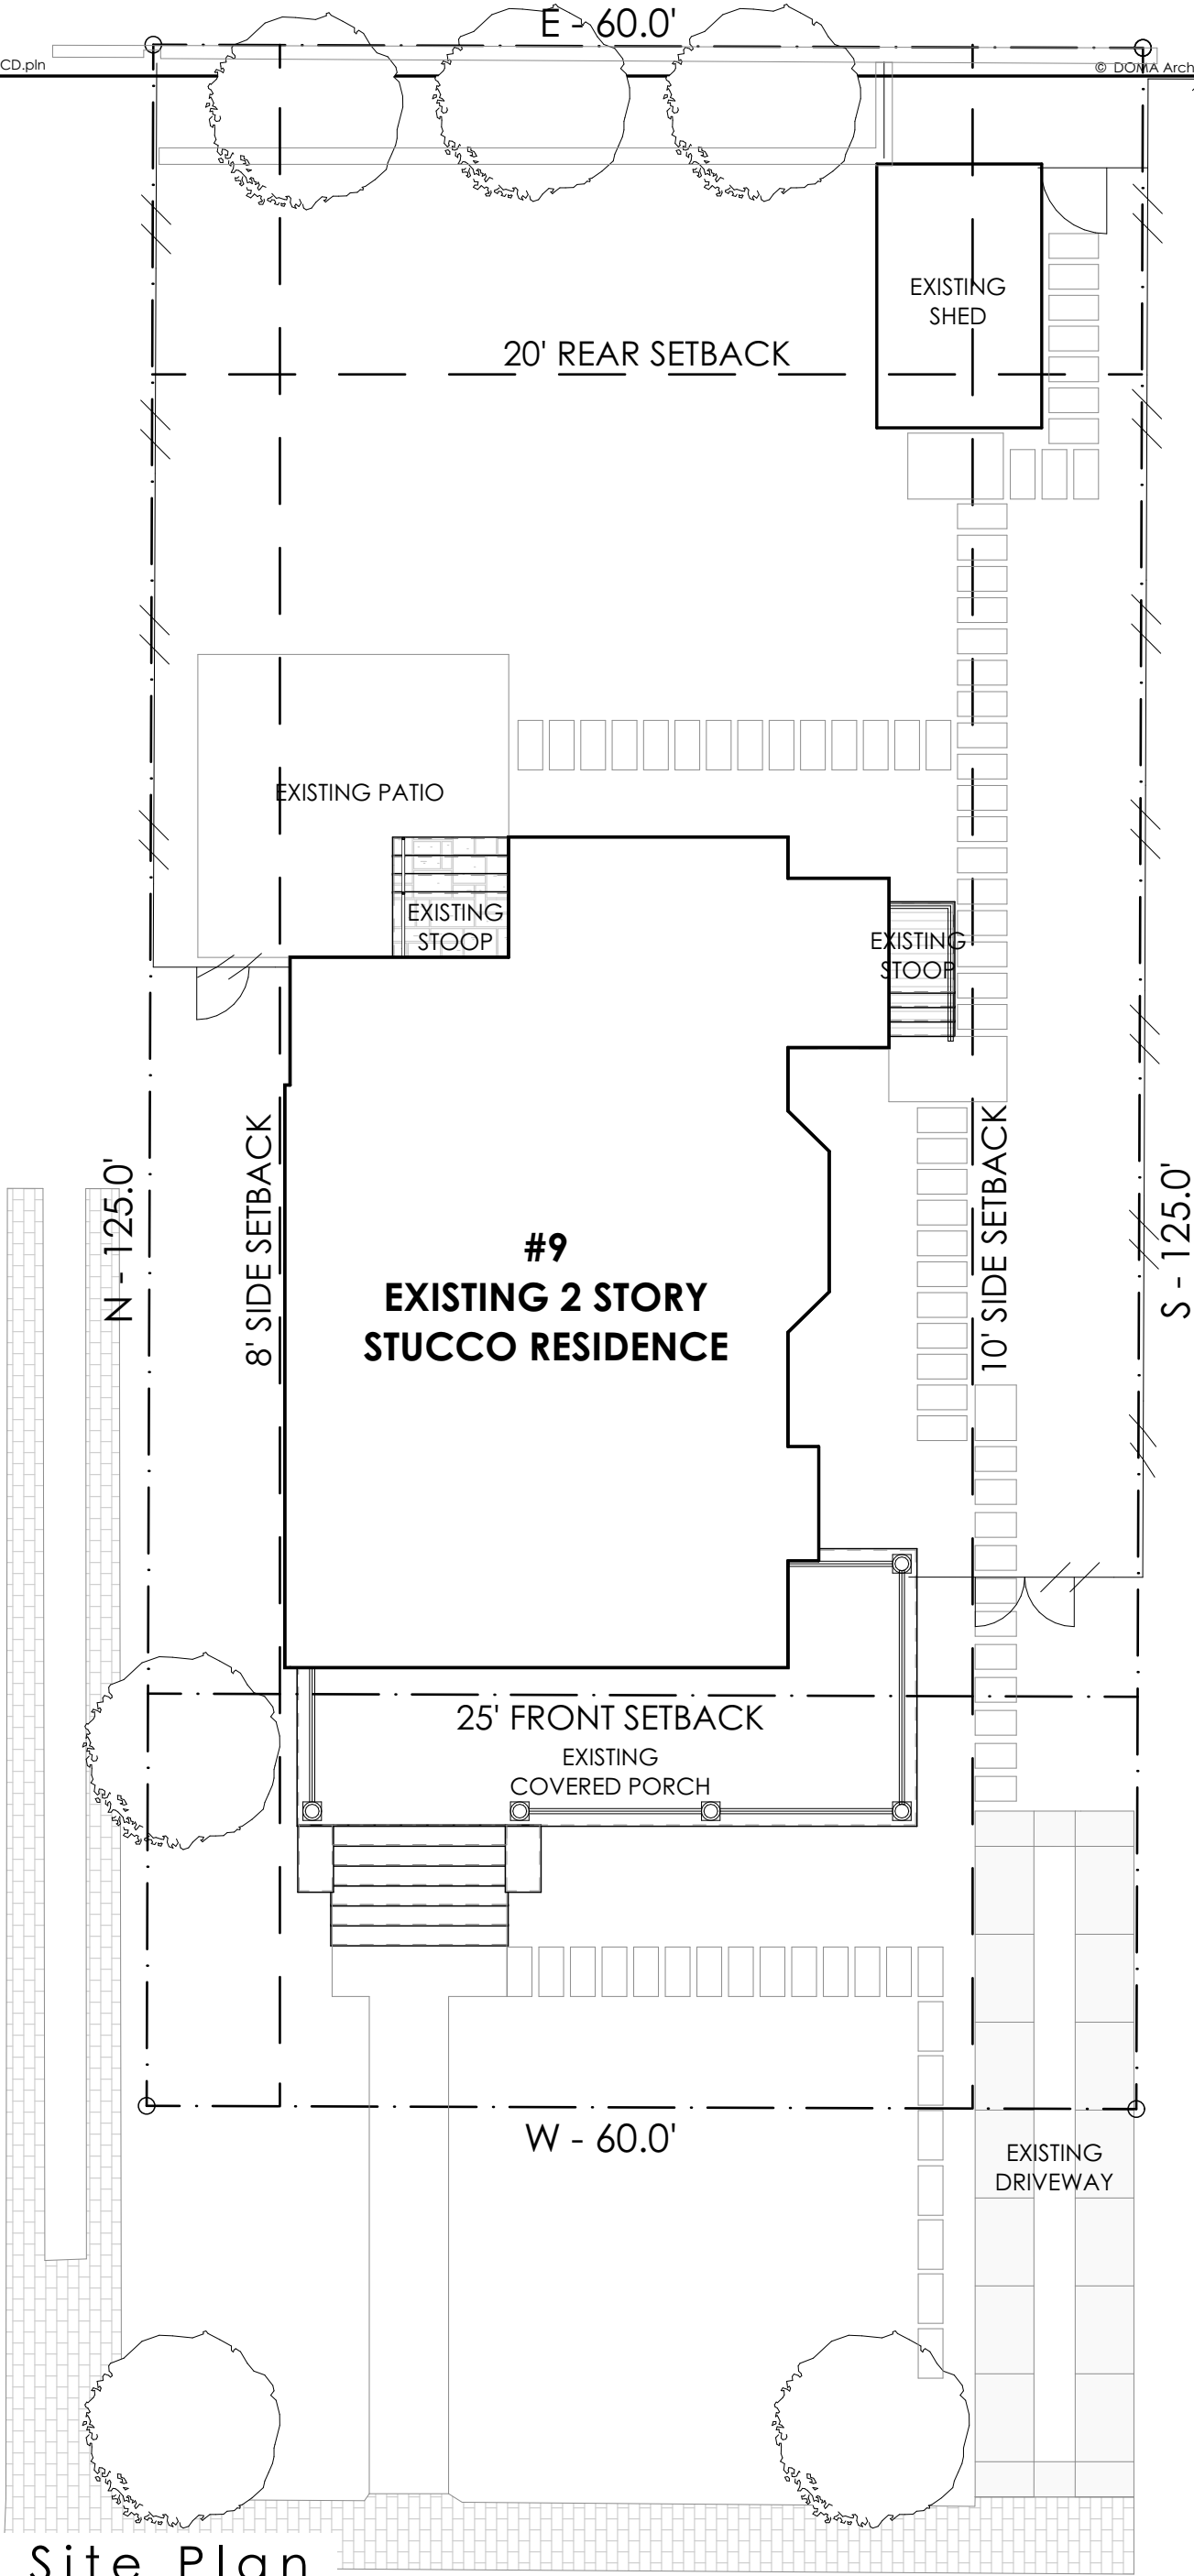 E - 60.0'
CD.pln
© DOMA Arch
EXISTING
SHED
20' REAR SETBACK
EXISTING PATIO
EXISTING
STOOP
EXISTING
STOOP
N - 125.0'
8' SIDE SETBACK
10' SIDE SETBACK
S - 125.0'
#9
EXISTING 2 STORY
STUCCO RESIDENCE
25' FRONT SETBACK
EXISTING
COVERED PORCH
W - 60.0'
EXISTING
DRIVEWAY
Site Plan